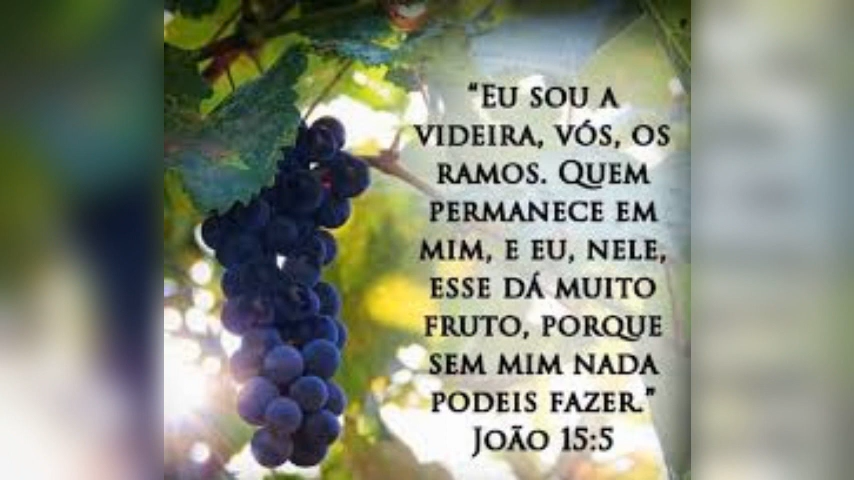 “Eu sou a
videira, vós, os
ramos. Quem
permanece em
mim, e eu, nele,
esse dá muito
fruto, porque
sem mim nada
podeis fazer.”
João 15:5